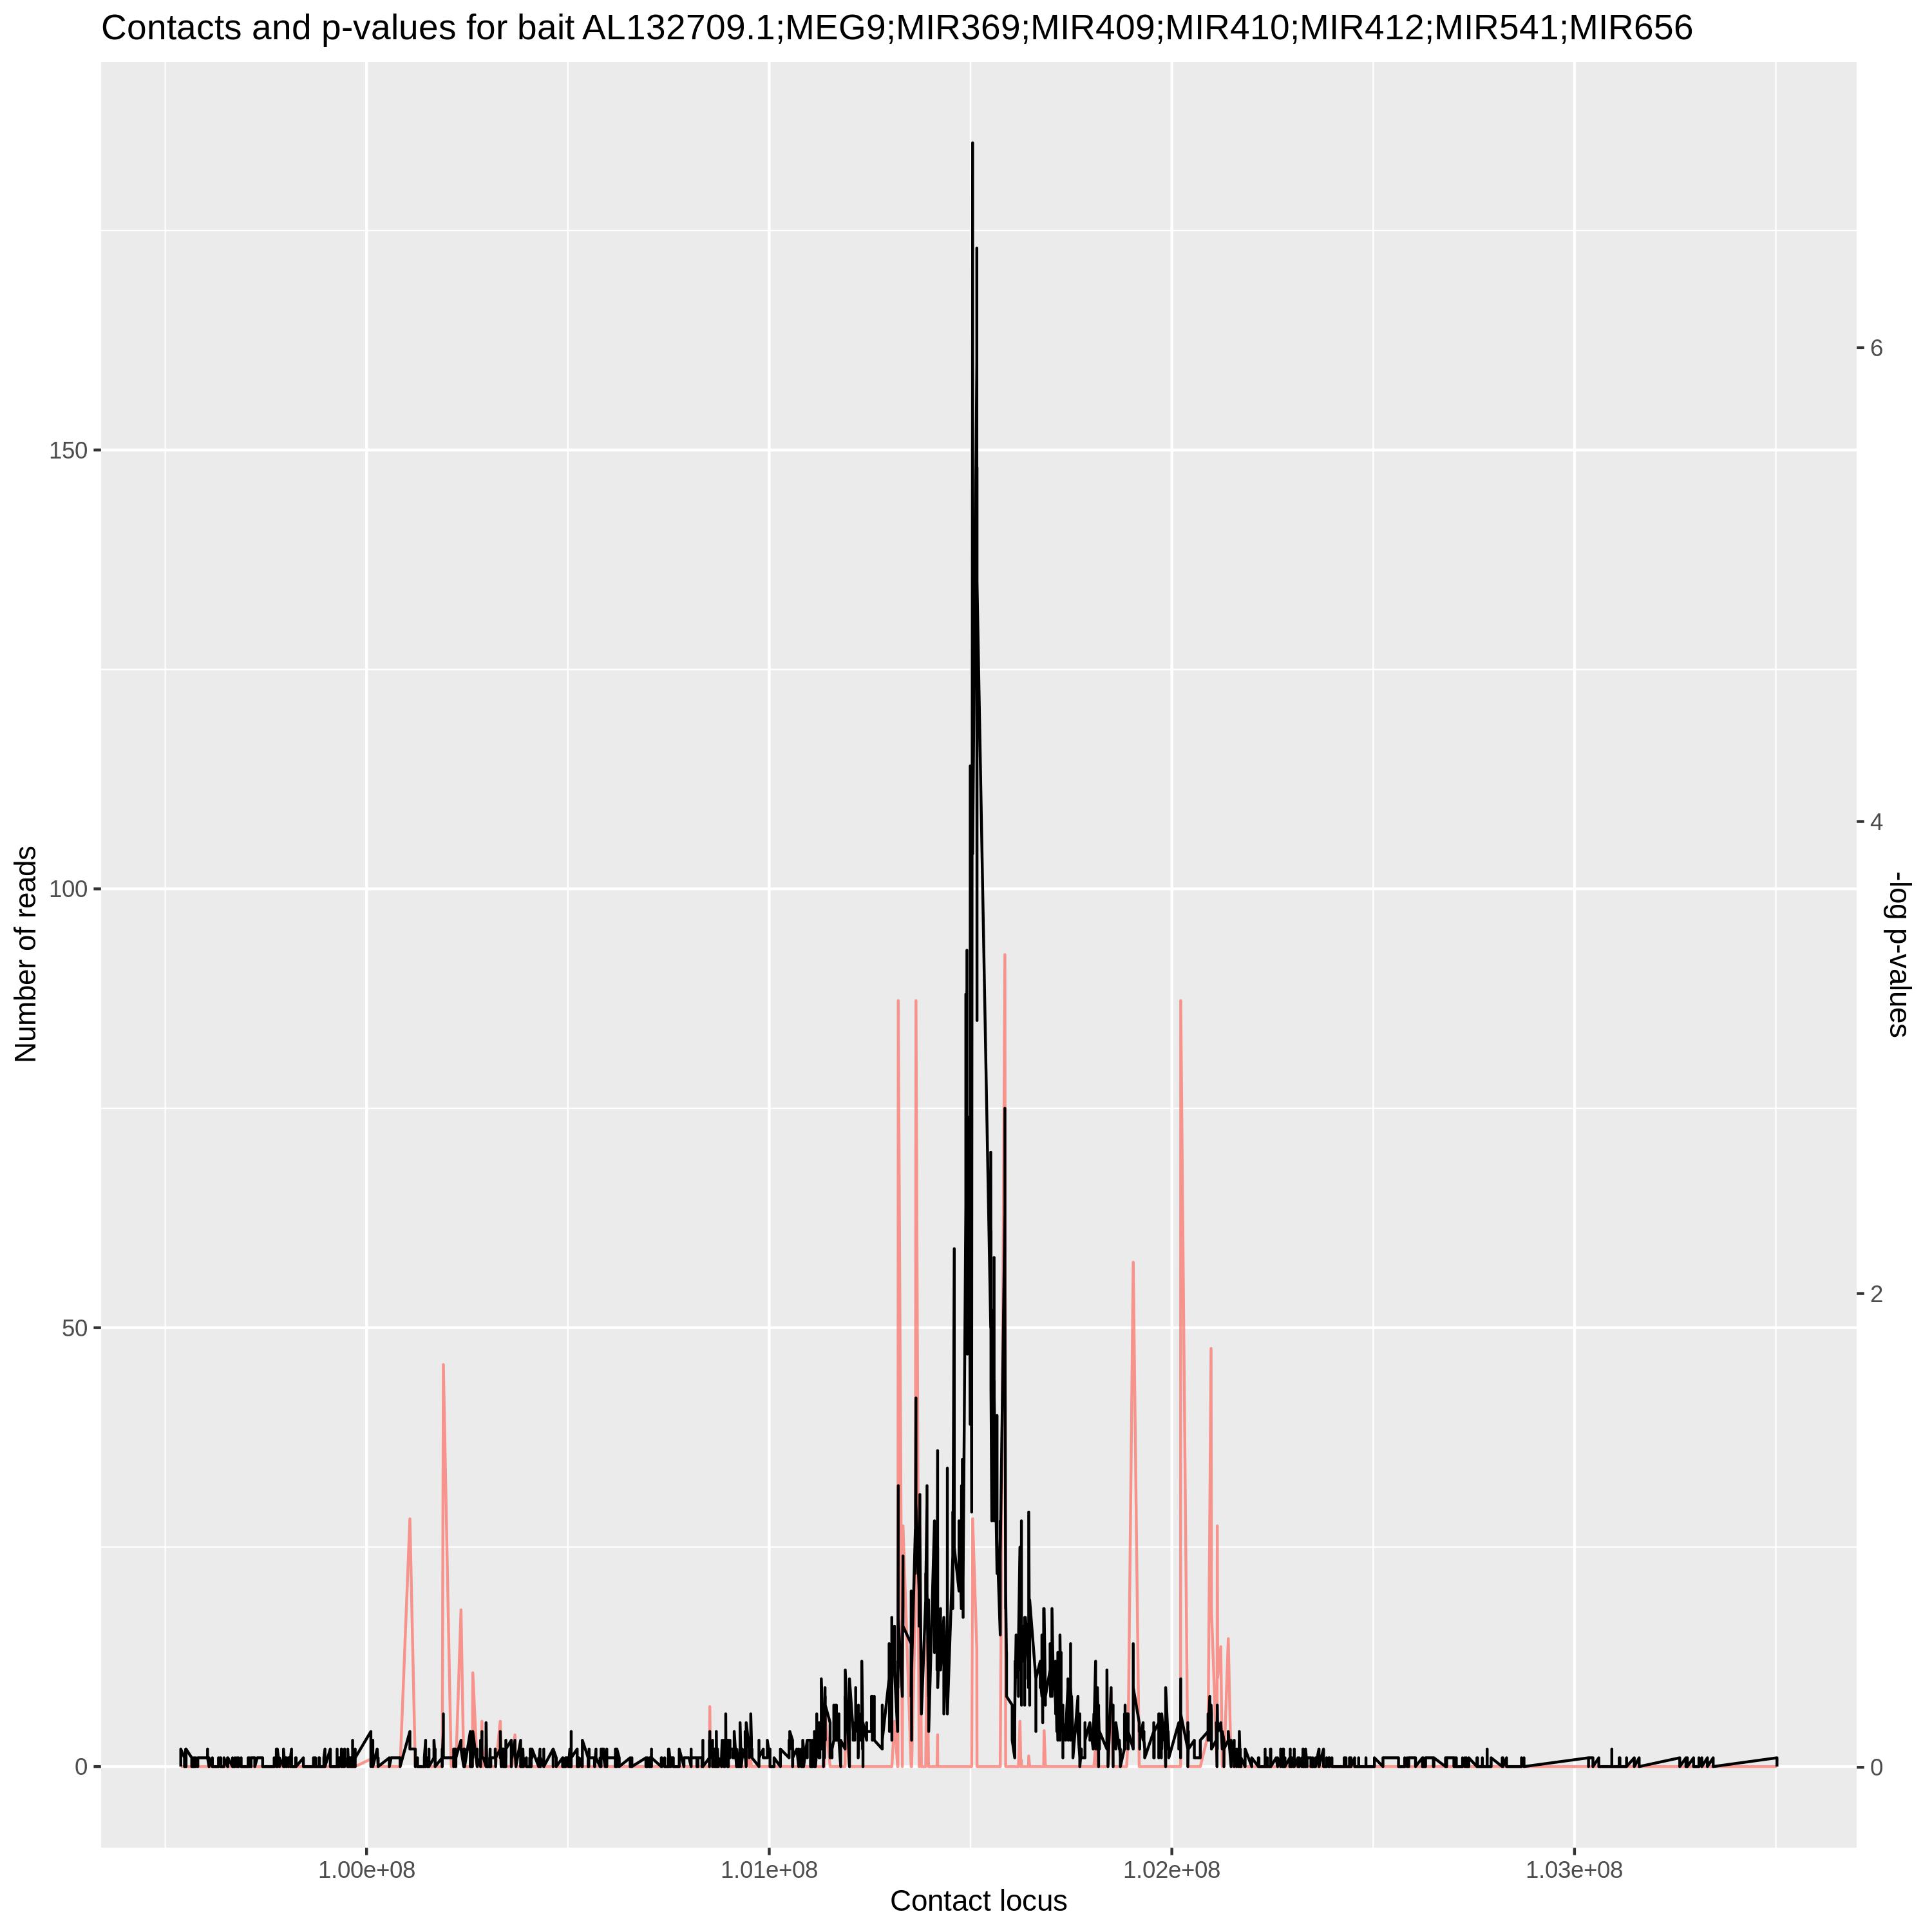 Contacts and p-values for bait AL132709.1;MEG9;MIR369;MIR409;MIR410;MIR412;MIR541;MIR656
Number of reads
150
100
50
0
6
4
2
0
-log p-values
1.00e+08
1.01e+08
1.02e+08
1.03e+08
Contact locus